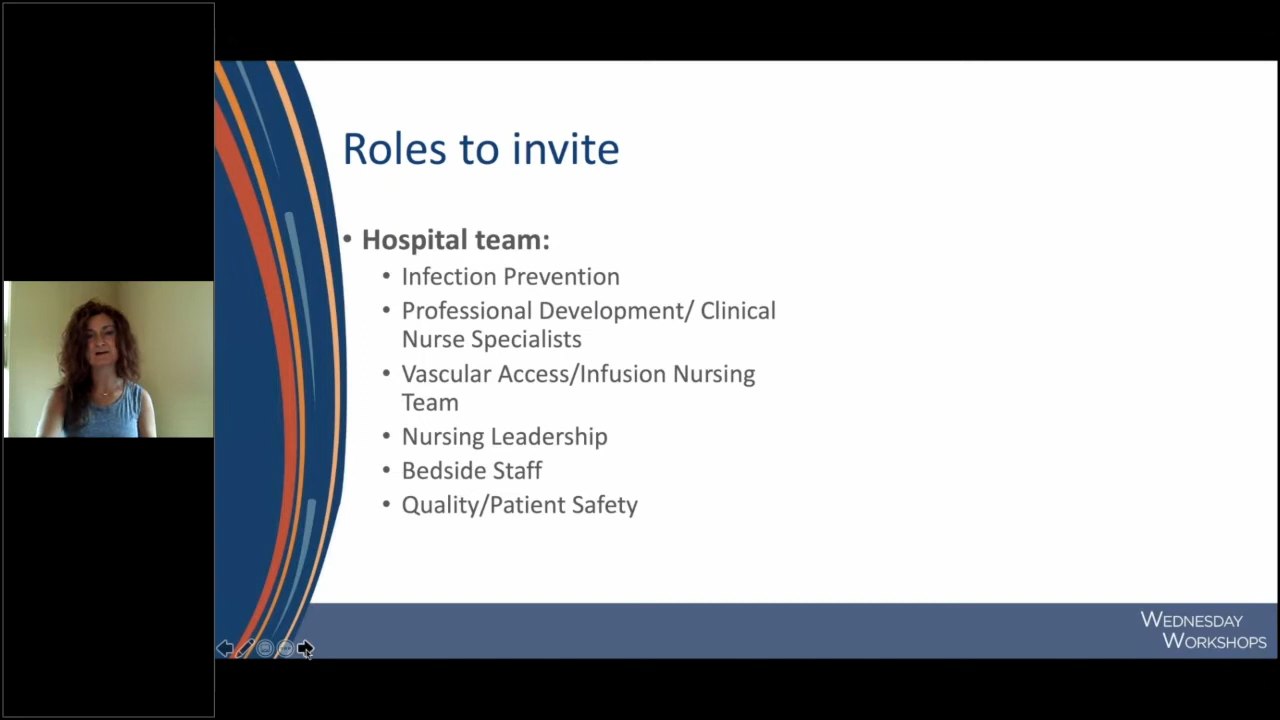 Roles to invite
• Hospital team:
• Infection Prevention
• Professional Development/ Clinical
Nurse Specialists
• Vascular Access/Infusion Nursing
Team
• Nursing Leadership
• Bedside Staff
• Quality/Patient Safety
WEDNESDAY
WORKSHOPS